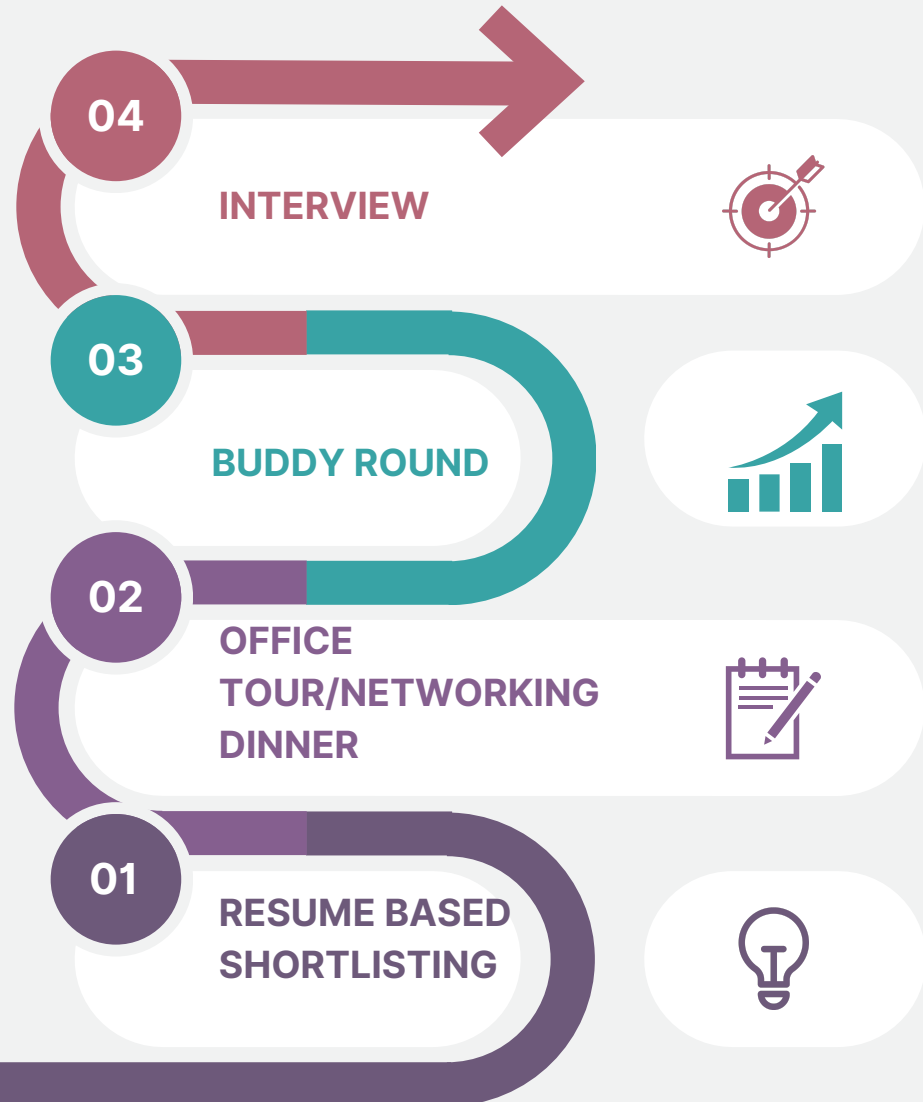 04
INTERVIEW
03
BUDDY ROUND
02
OFFICE
TOUR/NETWORKING
DINNER
01
RESUME BASED
SHORTLISTING